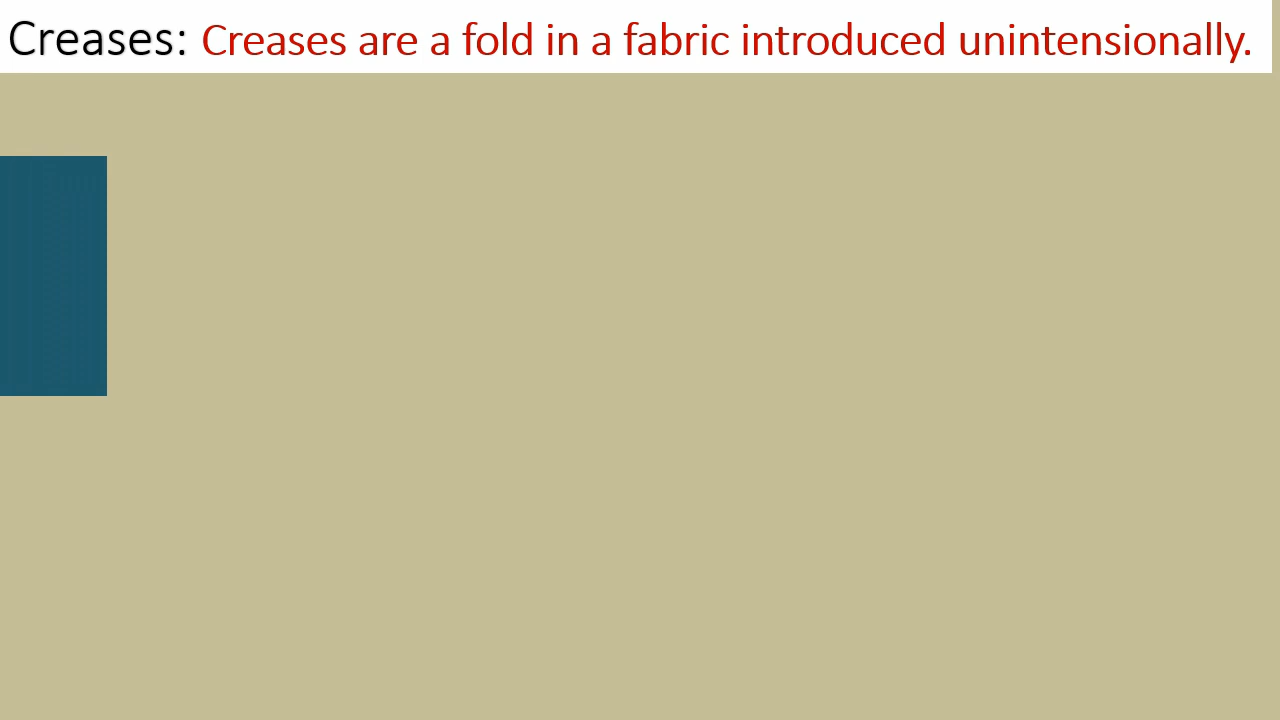 Creases: Creases are a fold in a fabric introduced unintensionally.